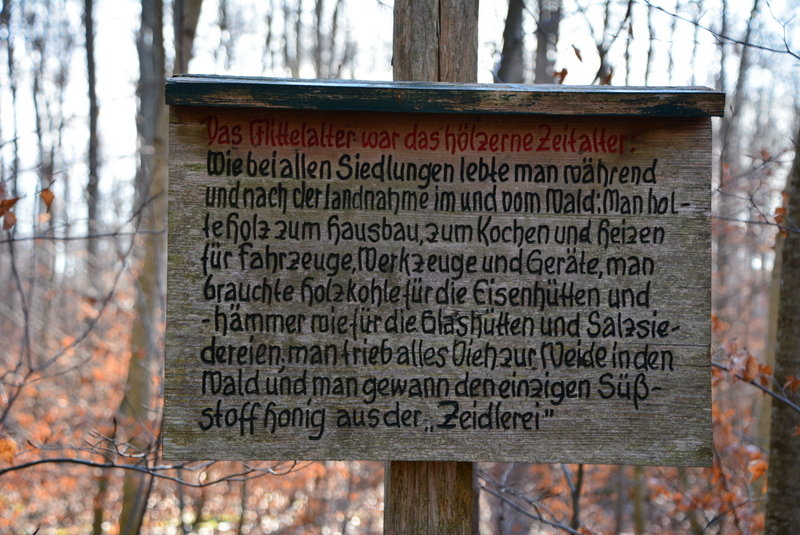 Das Mittelalter war das hölzerne Zeitalter:
Wie bei allen Siedlungen lebte man während
und nach der Landnahme im und vom Wald: Man hol-
te Holz zum Hausbau, zum Kochen und Heizen
für Fahrzeuge, Werkzeuge und Geräte, man
brauchte Holzkohle für die Eisenhütten und
-hämmer wie für die Glashütten und Salzsie-
dereien, man trieb alles Vieh zur Weide in den
Wald und man gewann den einzigen Süß-
stoff Honig aus der „Zeidlerei"